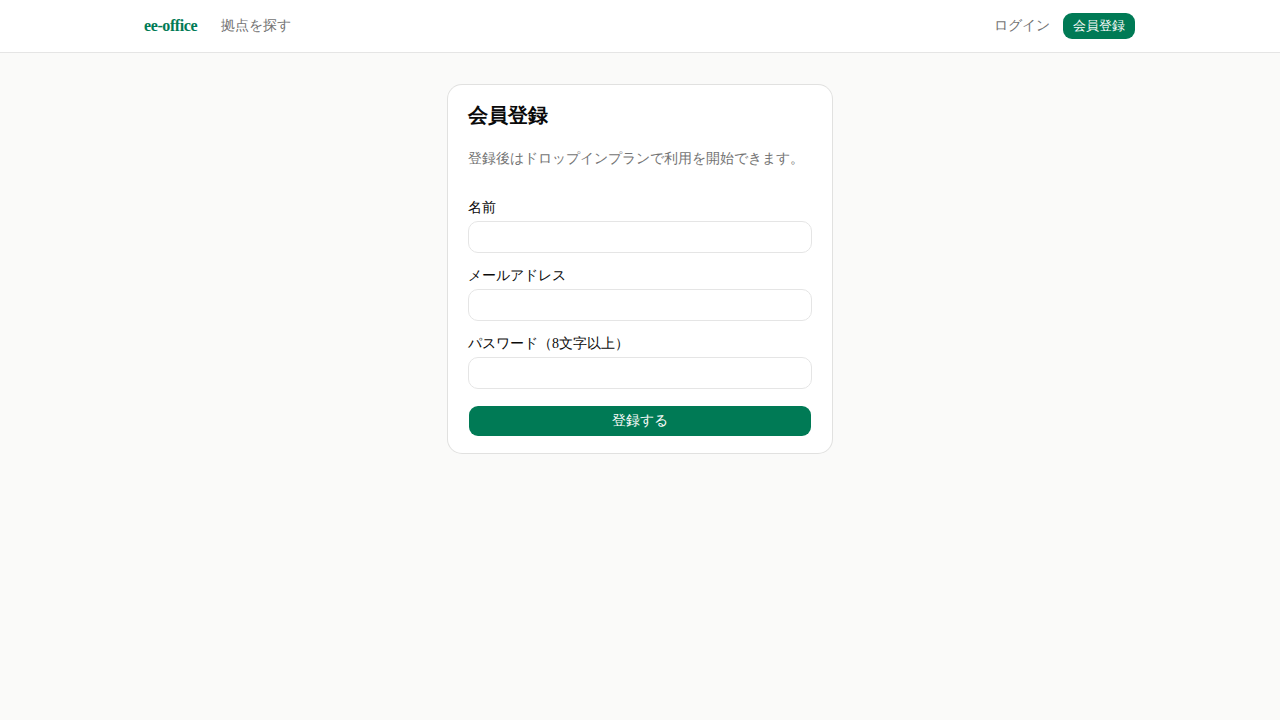 ee-office
拠点を探す
ログイン
会員登録
会員登録
登録後はドロップインプランで利用を開始できます。
名前
メールアドレス
パスワード（8文字以上）
登録する